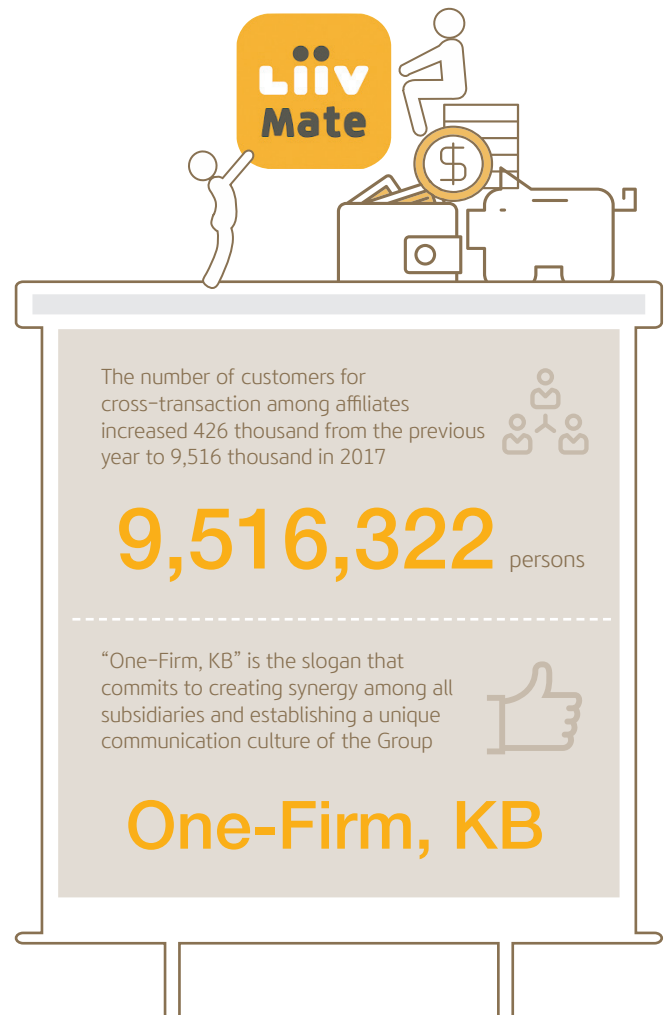 Liiv
Mate
$
The number of customers for
cross-transaction among affiliates
increased 426 thousand from the previous
year to 9,516 thousand in 2017
9,516,322 persons
“One-Firm, KB” is the slogan that
commits to creating synergy among all
subsidiaries and establishing a unique
communication culture of the Group
One-Firm, KB